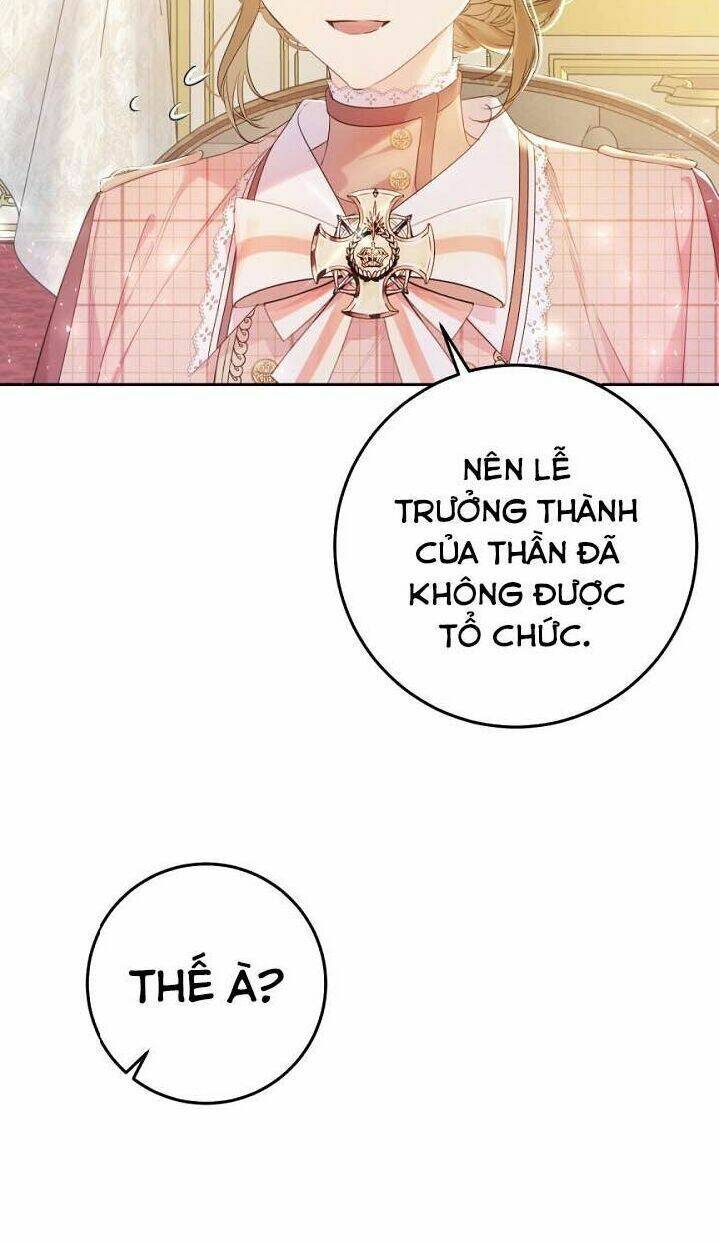 NÊN LỄ
TRƯỞNG THÀNH
CỦA THẦN ĐÃ
KHÔNG ĐƯỢC
TỔ CHỨC.
THẾ À?